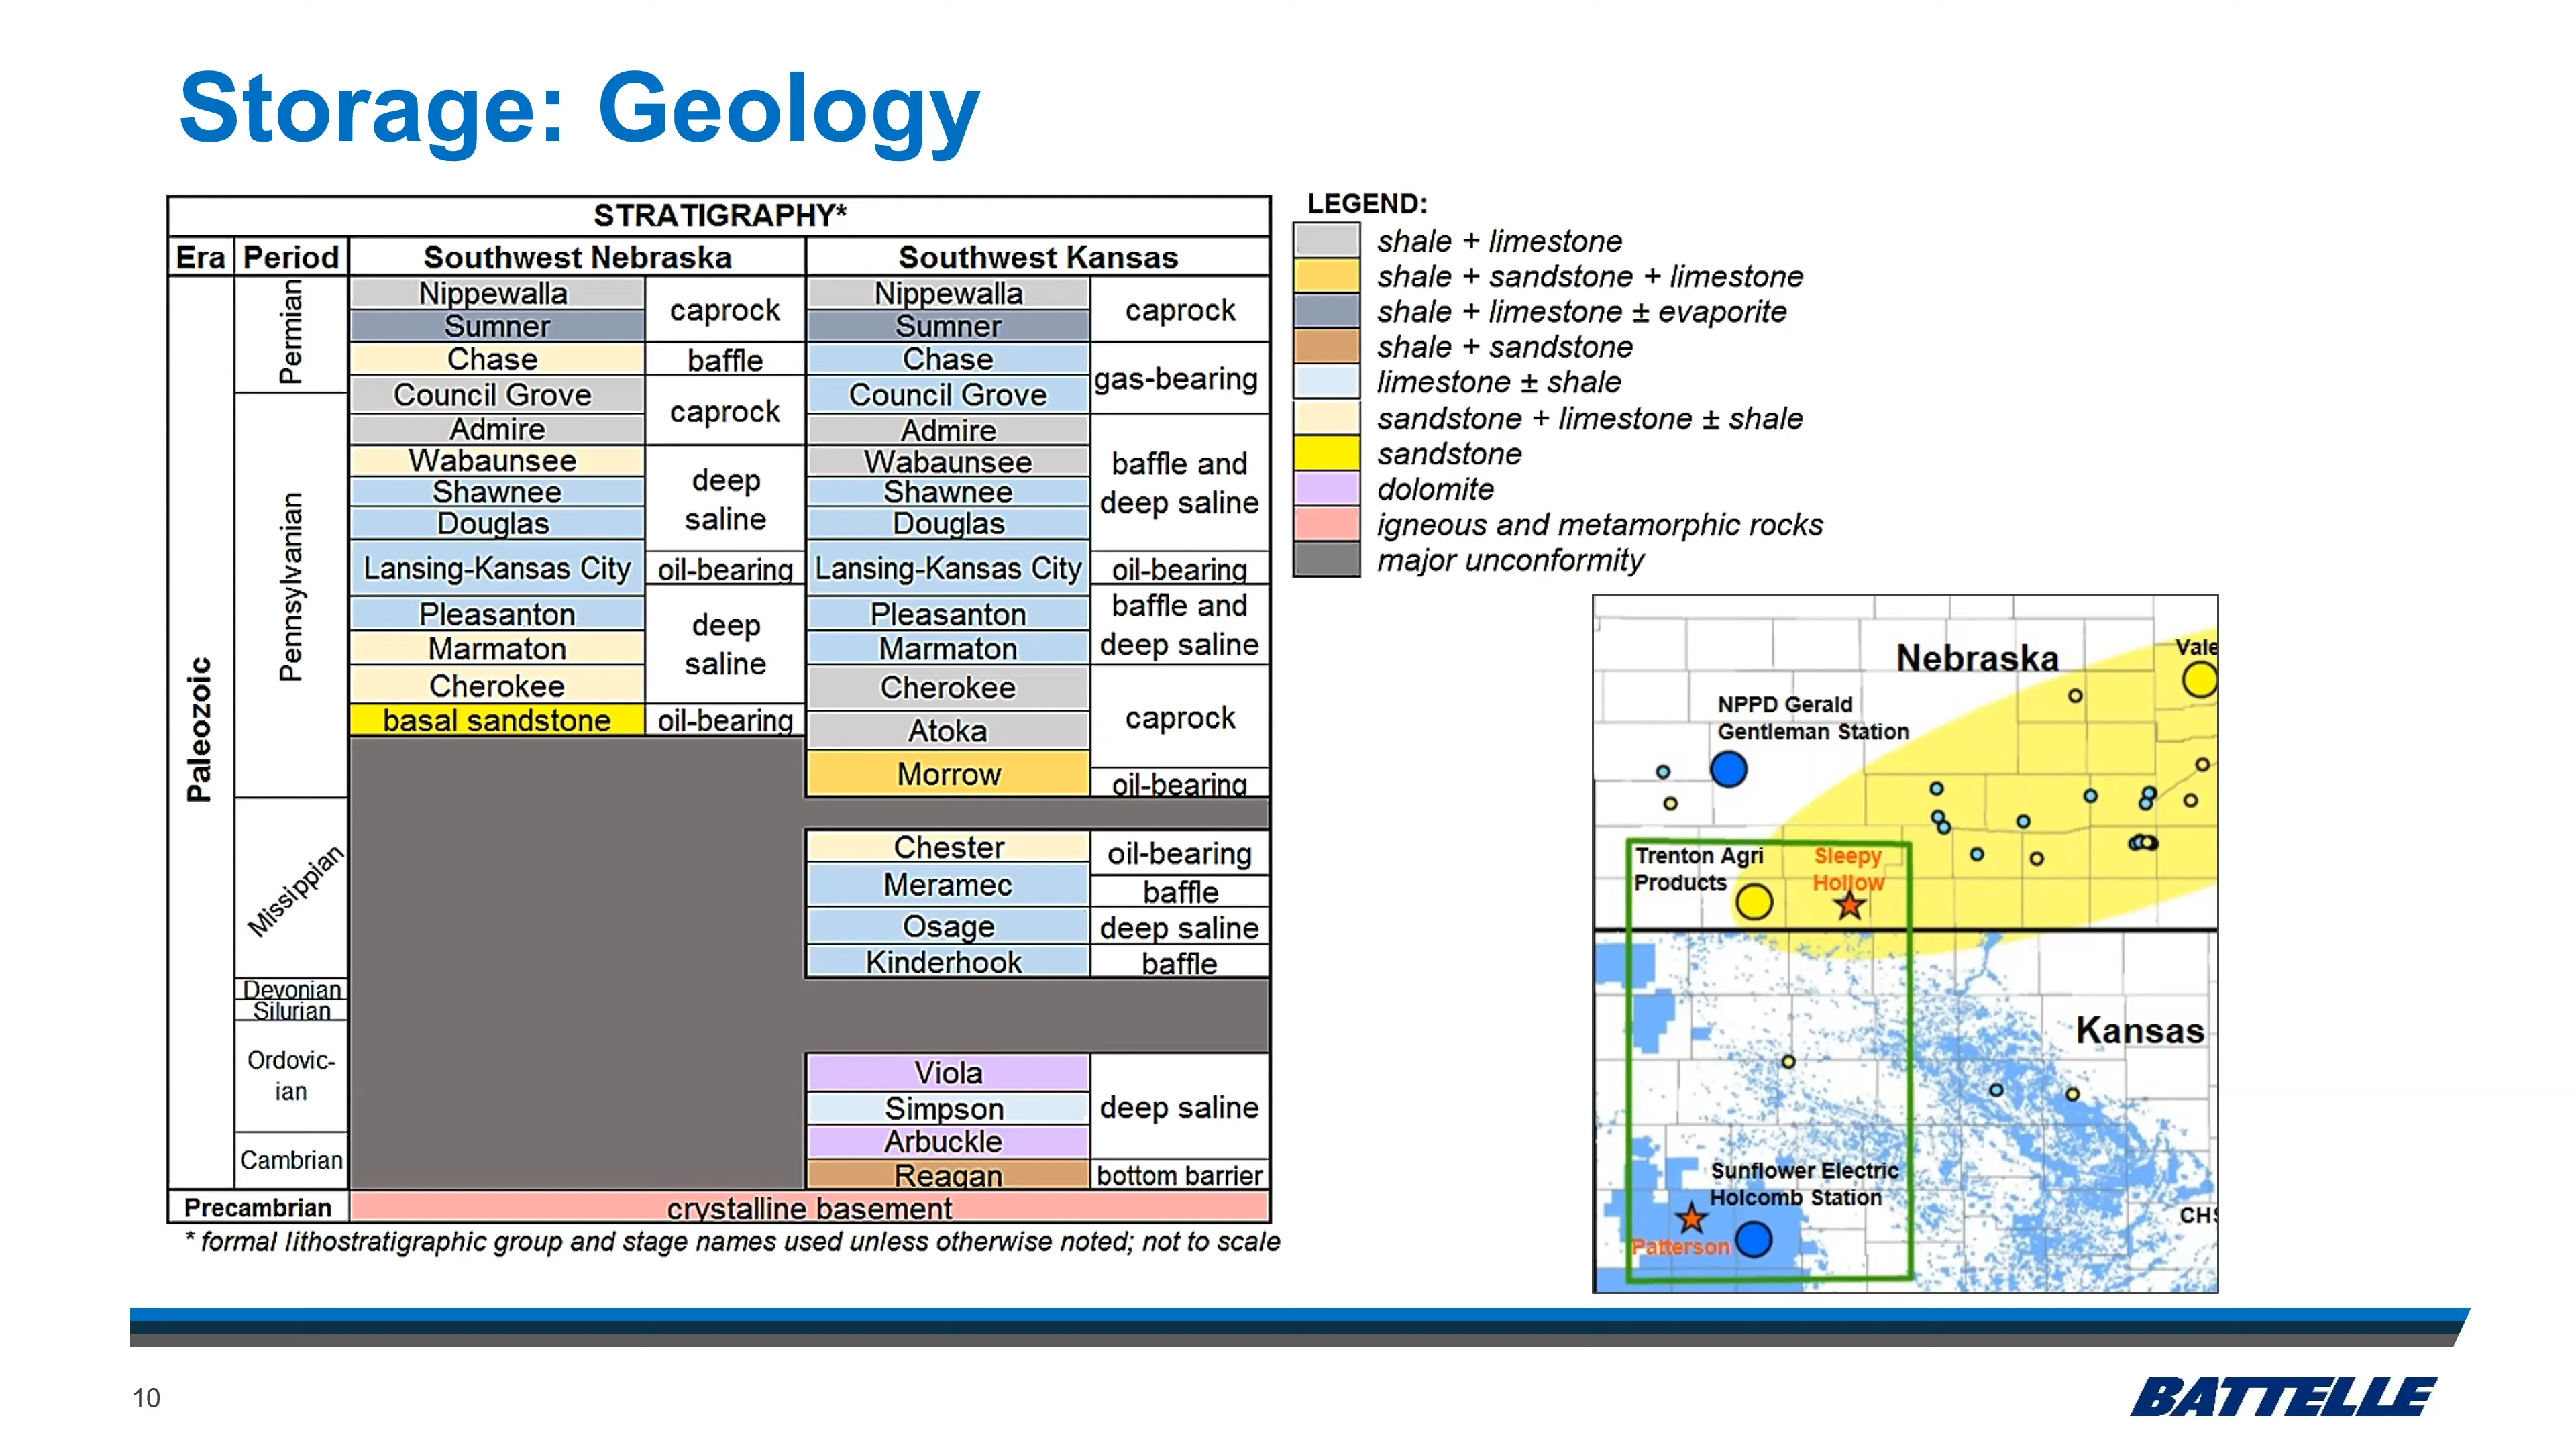 Storage: Geology
STRATIGRAPHY*
Era
Period
Southwest Nebraska
Southwest Kansas
Paleozoic
Permian
Pennsylvanian
Missippian
Devonian
Silurian
Ordovic-
ian
Cambrian
Precambrian
Nippewalla
Sumner
caprock
Chase
baffle
Council Grove
Admire
caprock
Wabaunsee
Shawnee
Douglas
deep
saline
Lansing-Kansas City
oil-bearing
Pleasanton
Marmaton
Cherokee
deep
saline
basal sandstone
oil-bearing
Nippewalla
Sumner
caprock
Chase
Council Grove
gas-bearing
Admire
Wabaunsee
Shawnee
Douglas
baffle and
deep saline
Lansing-Kansas City
oil-bearing
Pleasanton
Marmaton
baffle and
deep saline
Cherokee
Atoka
caprock
Morrow
oil-bearing
Chester
oil-bearing
Meramec
baffle
Osage
deep saline
Kinderhook
baffle
Viola
Simpson
Arbuckle
deep saline
Reagan
bottom barrier
crystalline basement
* formal lithostratigraphic group and stage names used unless otherwise noted; not to scale
LEGEND:
shale + limestone
shale + sandstone + limestone
shale + limestone ± evaporite
shale + sandstone
limestone ± shale
sandstone + limestone ± shale
sandstone
dolomite
igneous and metamorphic rocks
major unconformity
Nebraska
Vale
NPPD Gerald
Gentleman Station
Trenton Agri
Products
Sleepy
Hollow
Kansas
Sunflower Electric
Holcomb Station
Patterson
10
BATTELLE